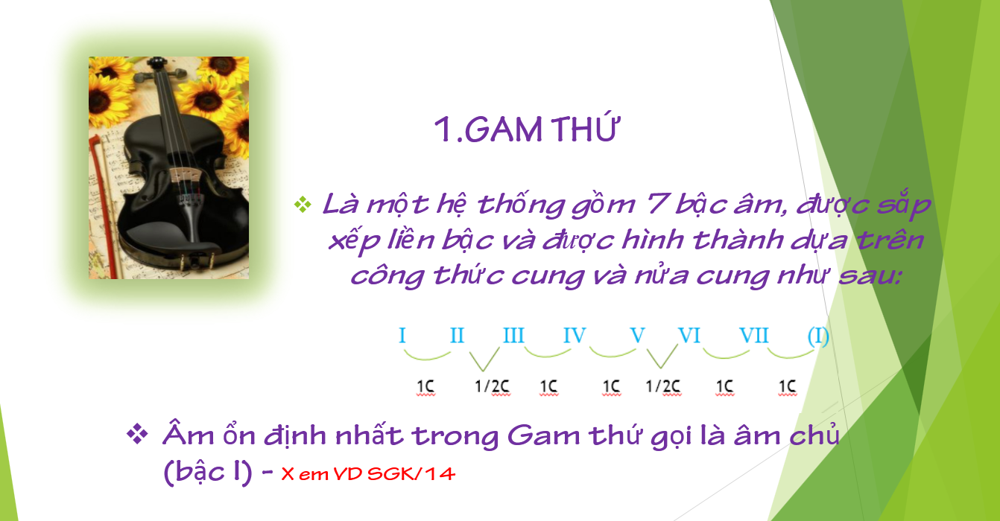 1.GAM THỨ
❖ Là một hệ thống gồm 7 bậc âm, được sắp
xếp liền bậc và được hình thành dựa trên
công thức cung và nửa cung như sau:
I II III IV V VI VII (I)
1C 1/2C 1C 1C 1/2C 1C 1C
❖ Âm ổn định nhất trong Gam thứ gọi là âm chủ
(bậc I) - Xem VD SGK/14